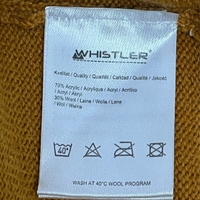 WHISTLER
Kvalitet / Quality / Qualität / Calidad / Qualité / Jakość
70% Acrylic / Acrylique / Acryl / Acrílico
/ Acryl / Akryl
30% Wool / Laine / Wolle / Lana
/ Wol / Wełna
40°
WASH AT 40°C WOOL PROGRAM